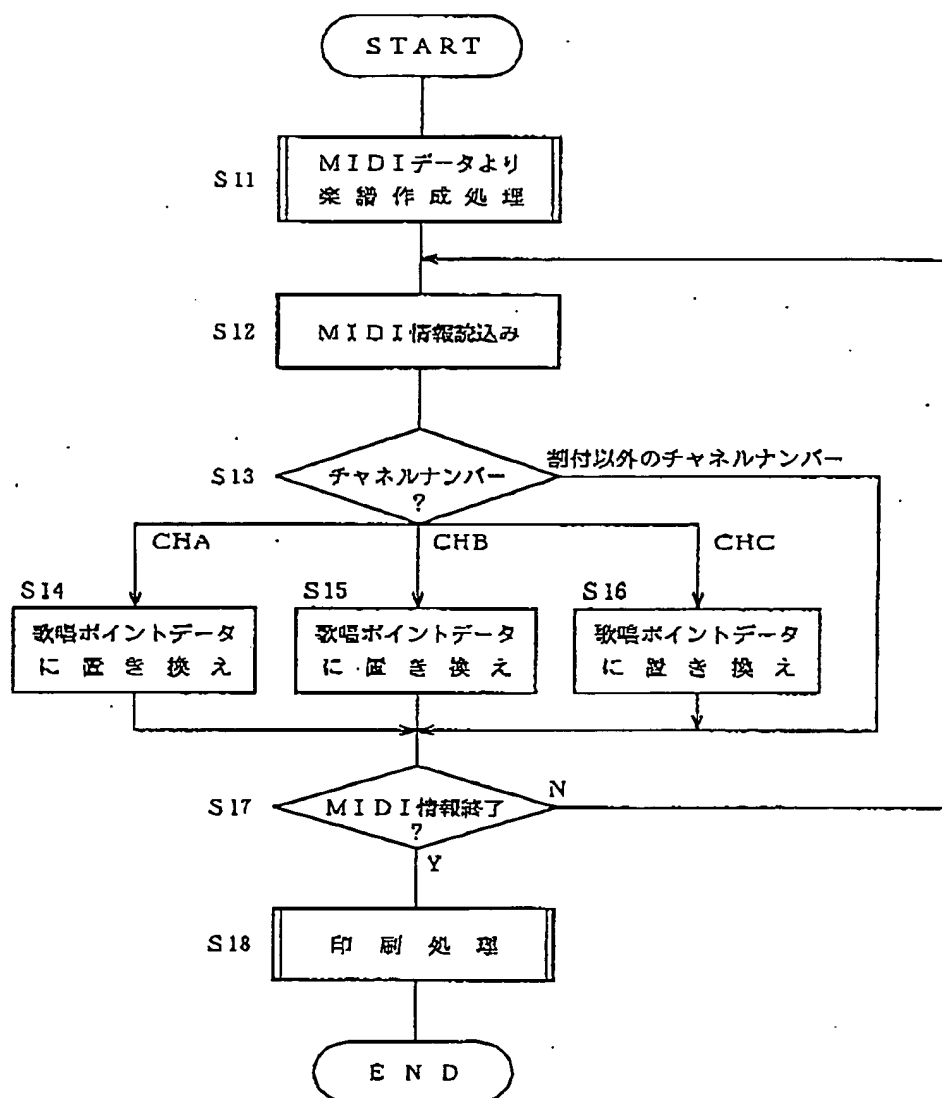 START
S11
MIDIデータより
楽譜作成処理
S12
MIDI情報読込み
S13
チャネルナンバー
?
割付以外のチャネルナンバー
CHA
CHB
CHC
S14
歌唱ポイントデータ
に置き換え
S15
歌唱ポイントデータ
に置き換え
S16
歌唱ポイントデータ
に置き換え
S17
MIDI情報終了
?
N
Y
S18
印刷処理
END